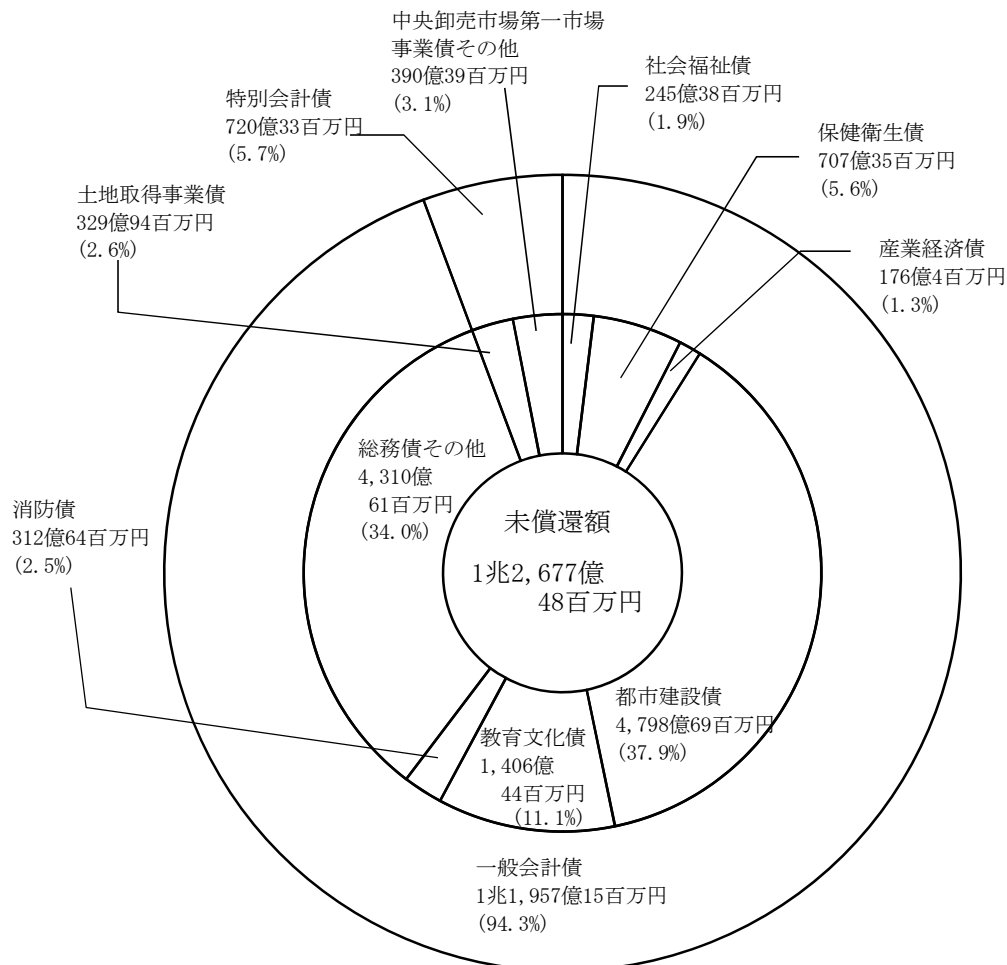 中央卸売市場第一市場
事業債その他
390億39百万円
(3.1%)
社会福祉債
245億38百万円
(1.9%)
特別会計債
720億33百万円
(5.7%)
保健衛生債
707億35百万円
(5.6%)
土地取得事業債
329億94百万円
(2.6%)
産業経済債
176億4百万円
(1.3%)
総務債その他
4,310億
61百万円
(34.0%)
消防債
312億64百万円
(2.5%)
未償還額
1兆2,677億
48百万円
都市建設債
4,798億69百万円
(37.9%)
教育文化債
1,406億
44百万円
(11.1%)
一般会計債
1兆1,957億15百万円
(94.3%)